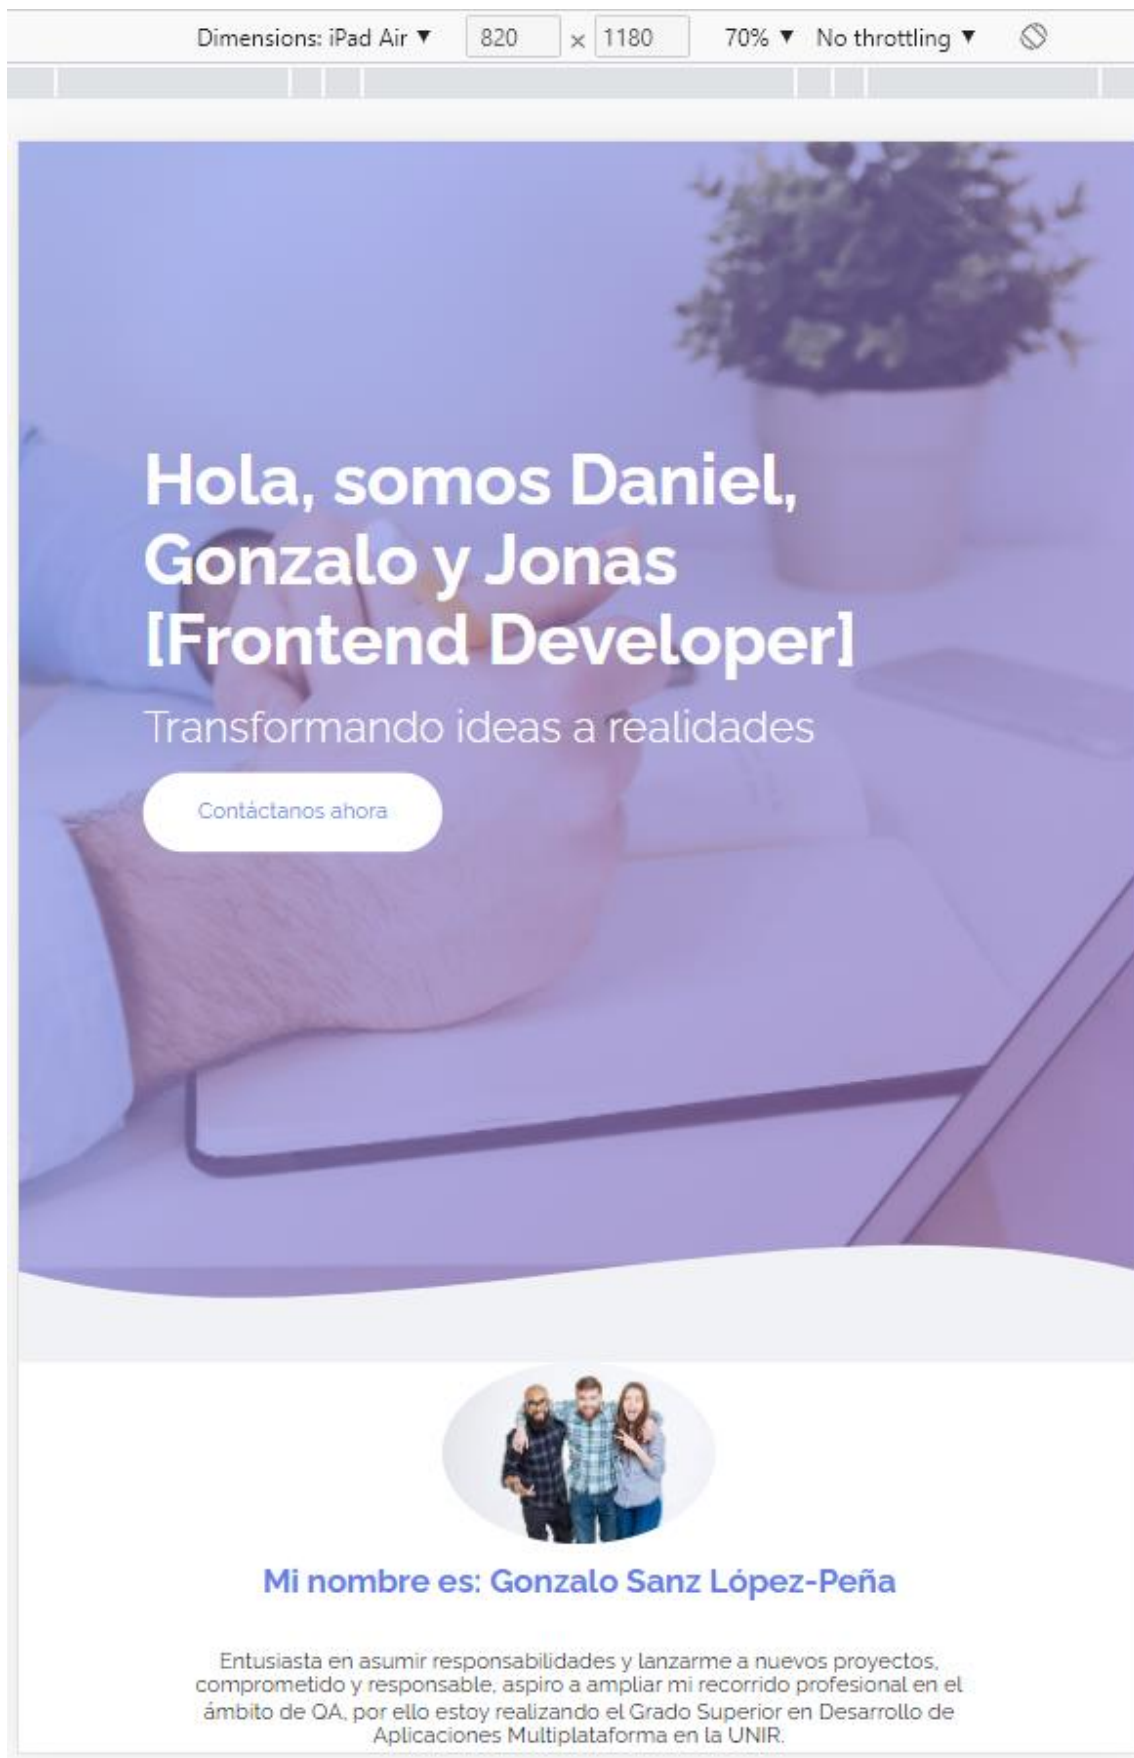 Dimensions: iPad Air ▼ 820 × 1180 70% ▼ No throttling ▼
Hola, somos Daniel,
Gonzalo y Jonas
[Frontend Developer]
Transformando ideas a realidades
Contáctanos ahora
Mi nombre es: Gonzalo Sanz López-Peña
Entusiasta en asumir responsabilidades y lanzarme a nuevos proyectos,
comprometido y responsable, aspiro a ampliar mi recorrido profesional en el
ámbito de QA, por ello estoy realizando el Grado Superior en Desarrollo de
Aplicaciones Multiplataforma en la UNIR.